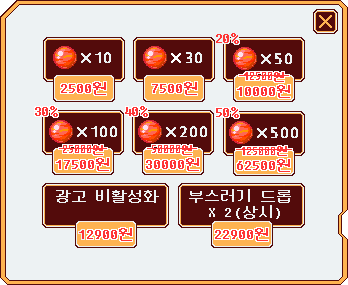 ×10
×30
20%
×50
2500원
7500원
12500원
10000원
30%
×100
40%
×200
50%
×500
25000원
17500원
50000원
30000원
125000원
62500원
광고 비활성화
부스러기 드롭
X 2(상시)
12900원
22900원